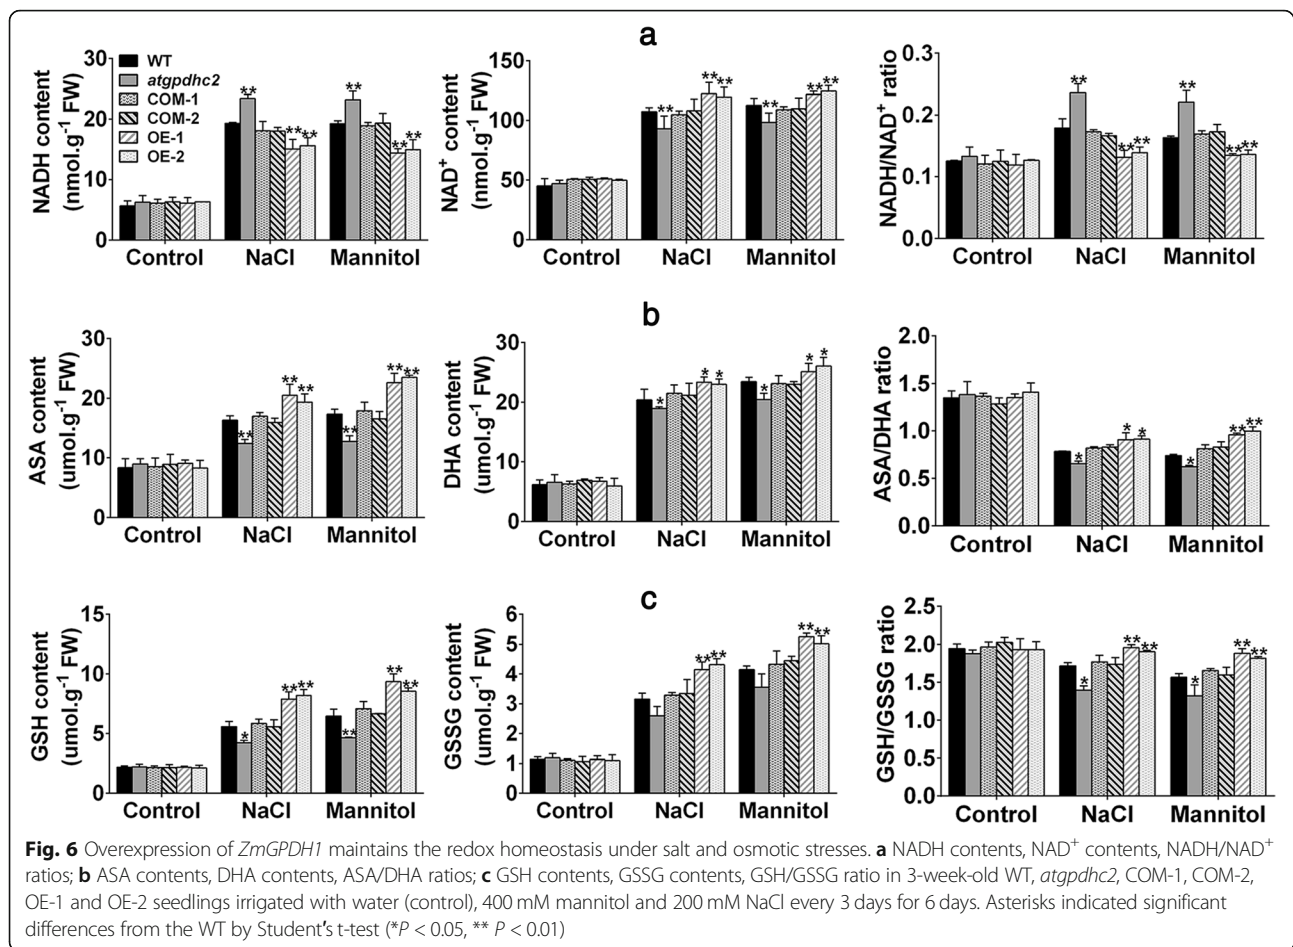 a
30
20
10
0
NADH content
(nmol.g⁻¹ FW)
WT
atgpdhc2
COM-1
COM-2
OE-1
OE-2
** ** ** ** ** **
Control NaCl Mannitol
150
100
50
0
NAD⁺ content
(nmol.g⁻¹ FW)
** ** ** ** ** **
Control NaCl Mannitol
0.3
0.2
0.1
0.0
NADH/NAD⁺ ratio
** ** ** ** ** **
Control NaCl Mannitol
b
30
20
10
0
ASA content
(umol.g⁻¹ FW)
** ** ** ** ** **
Control NaCl Mannitol
30
20
10
0
DHA content
(umol.g⁻¹ FW)
* * * * * *
Control NaCl Mannitol
2.0
1.5
1.0
0.5
0.0
ASA/DHA ratio
* * * * ** **
Control NaCl Mannitol
c
15
10
5
0
GSH content
(umol.g⁻¹ FW)
* ** ** ** ** **
Control NaCl Mannitol
6
5
4
3
2
1
0
GSSG content
(umol.g⁻¹ FW)
** ** ** **
Control NaCl Mannitol
2.5
2.0
1.5
1.0
0.5
0.0
GSH/GSSG ratio
* ** ** * ** **
Control NaCl Mannitol
Fig. 6 Overexpression of ZmGPDH1 maintains the redox homeostasis under salt and osmotic stresses. a NADH contents, NAD⁺ contents, NADH/NAD⁺
ratios; b ASA contents, DHA contents, ASA/DHA ratios; c GSH contents, GSSG contents, GSH/GSSG ratio in 3-week-old WT, atgpdhc2, COM-1, COM-2,
OE-1 and OE-2 seedlings irrigated with water (control), 400 mM mannitol and 200 mM NaCl every 3 days for 6 days. Asterisks indicated significant
differences from the WT by Student's t-test (*P < 0.05, ** P < 0.01)